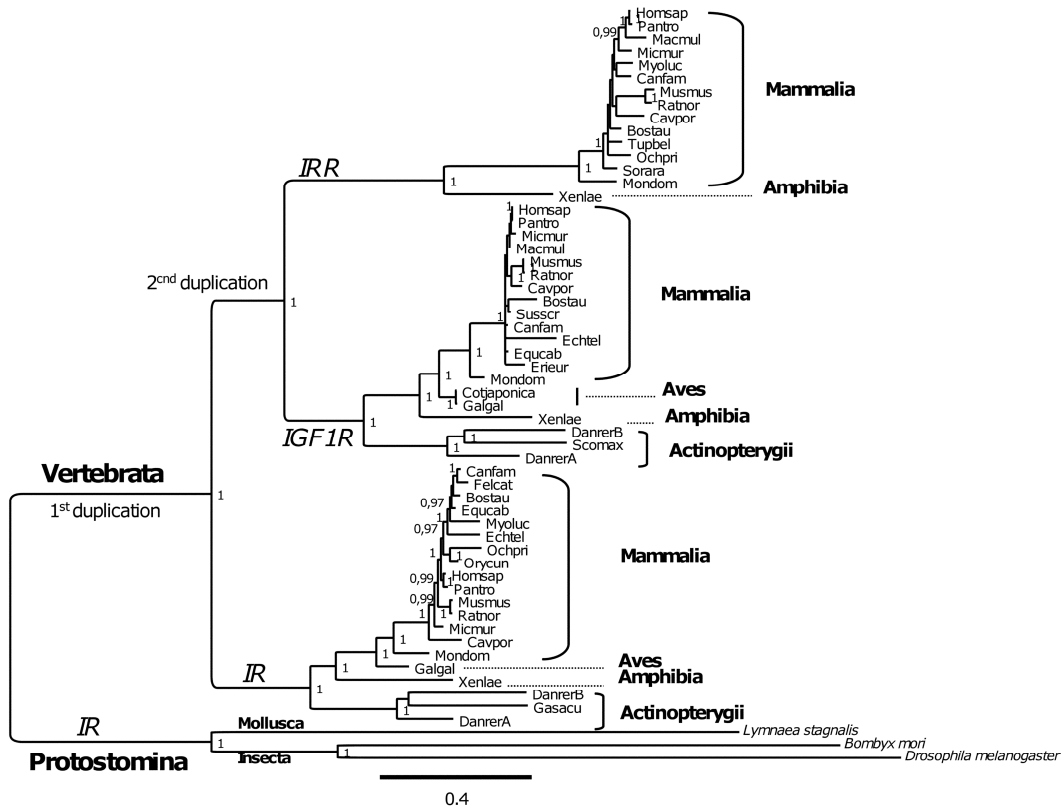 Homsap
1
1
Pantro
0,99
Macmul
Micmur
Myoluc
Canfam
Mammalia
Musmus
1
Ratnor
Cavpor
Bostau
1
Tupbel
Ochpri
IRR
1
Sorara
1
Mondom
Amphibia
Xenlae
1
Homsap
Pantro
Micmur
Macmul
Musmus
1
1
Ratnor
2cnd duplication
Cavpor
Mammalia
1
Bostau
1
Susscr
Canfam
Echtel
1
Equcab
Erieur
1
Mondom
1
Cotjaponica
Aves
1
Galgal
1
Xenlae
Amphibia
IGF1R
DanrerB
1
Scomax
Actinopterygii
1
DanrerA
Vertebrata
1
Canfam
Felcat
1
Bostau
0,97
Equcab
1st duplication
1
Myoluc
0,97
Echtel
1
Ochpri
1
Orycun
Mammalia
0,99
Homsap
1
Pantro
0,99
Musmus
1
1
Ratnor
Micmur
Cavpor
1
Mondom
1
Galgal
Aves
IR
1
Xenlae
Amphibia
1
DanrerB
1
Gasacu
Actinopterygii
DanrerA
IR
Mollusca
Lymnaea stagnalis
1
Bombyx mori
Protostomina
Insecta
1
Drosophila melanogaster
0.4